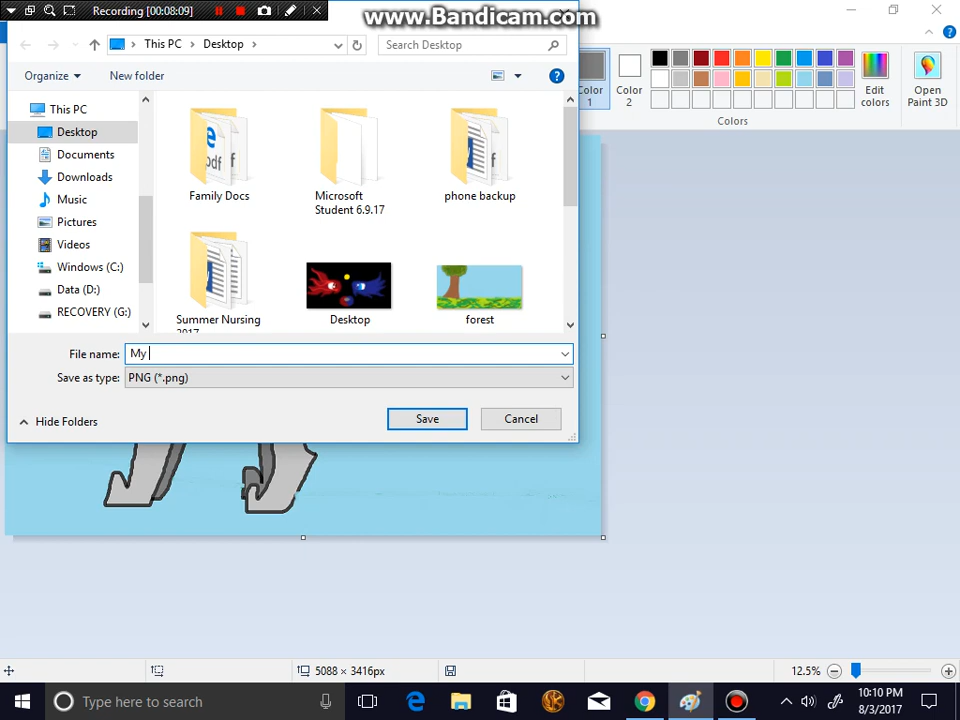 Recording [00:08:09]
www.Bandicam.com
This PC
Desktop
Search Desktop
Organize
New folder
This PC
Desktop
Documents
Downloads
Music
Pictures
Videos
Windows (C:)
Data (D:)
RECOVERY (G:)
Family Docs
Microsoft
Student 6.9.17
phone backup
Summer Nursing
2017
Desktop
forest
File name: My
Save as type: PNG (*.png)
Hide Folders
Save
Cancel
Color
1
Color
2
Edit
colors
Open
Paint 3D
Colors
5088 × 3416px
12.5%
Type here to search
10:10 PM
8/3/2017